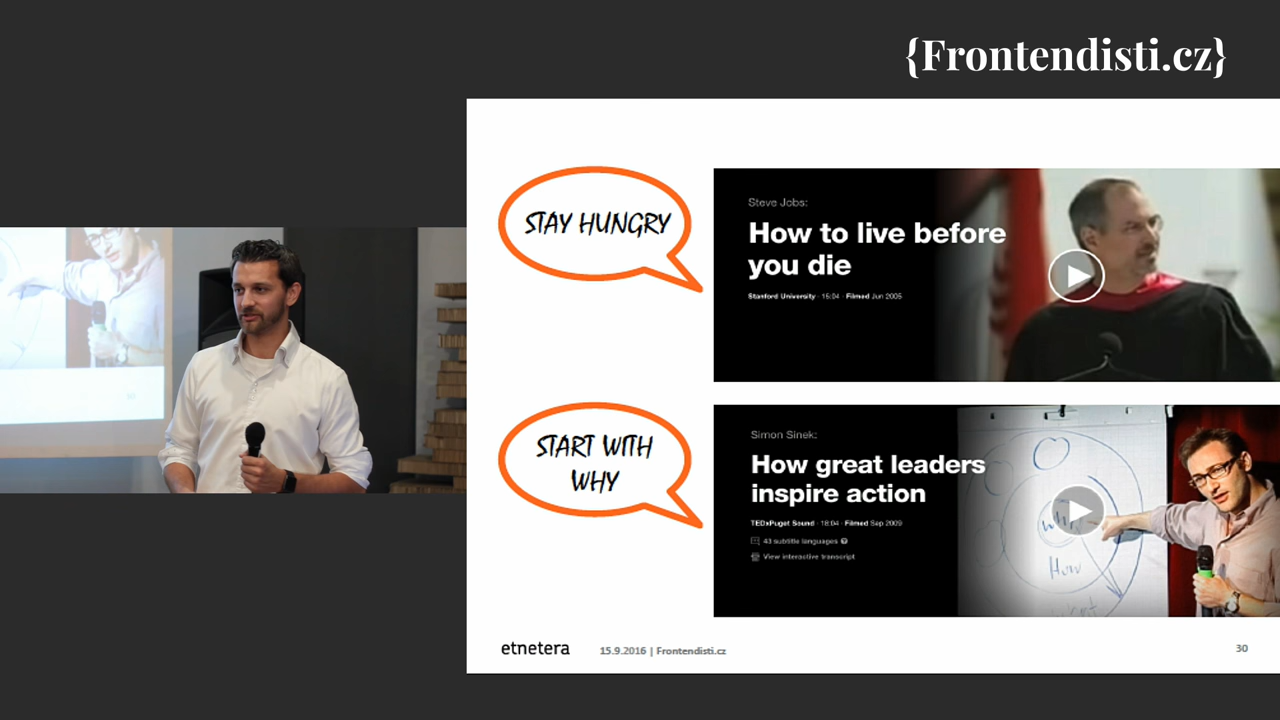 {Frontendisti.cz}
STAY HUNGRY
Steve Jobs:
How to live before
you die
Stanford University · 15:04 · Filmed Jun 2005
START WITH
WHY
Simon Sinek:
How great leaders
inspire action
TEDxPuget Sound · 18:04 · Filmed Sep 2009
43 subtitle languages
View interactive transcript
Why
How
etnetera
15.9.2016 | Frontendisti.cz
30